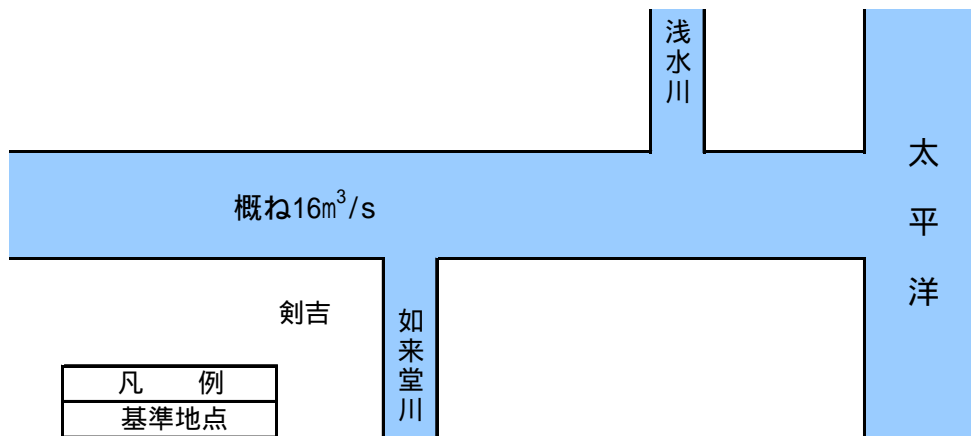 浅水川
太平洋
概ね16m³/s
剣吉
如来堂川
凡 例
基準地点